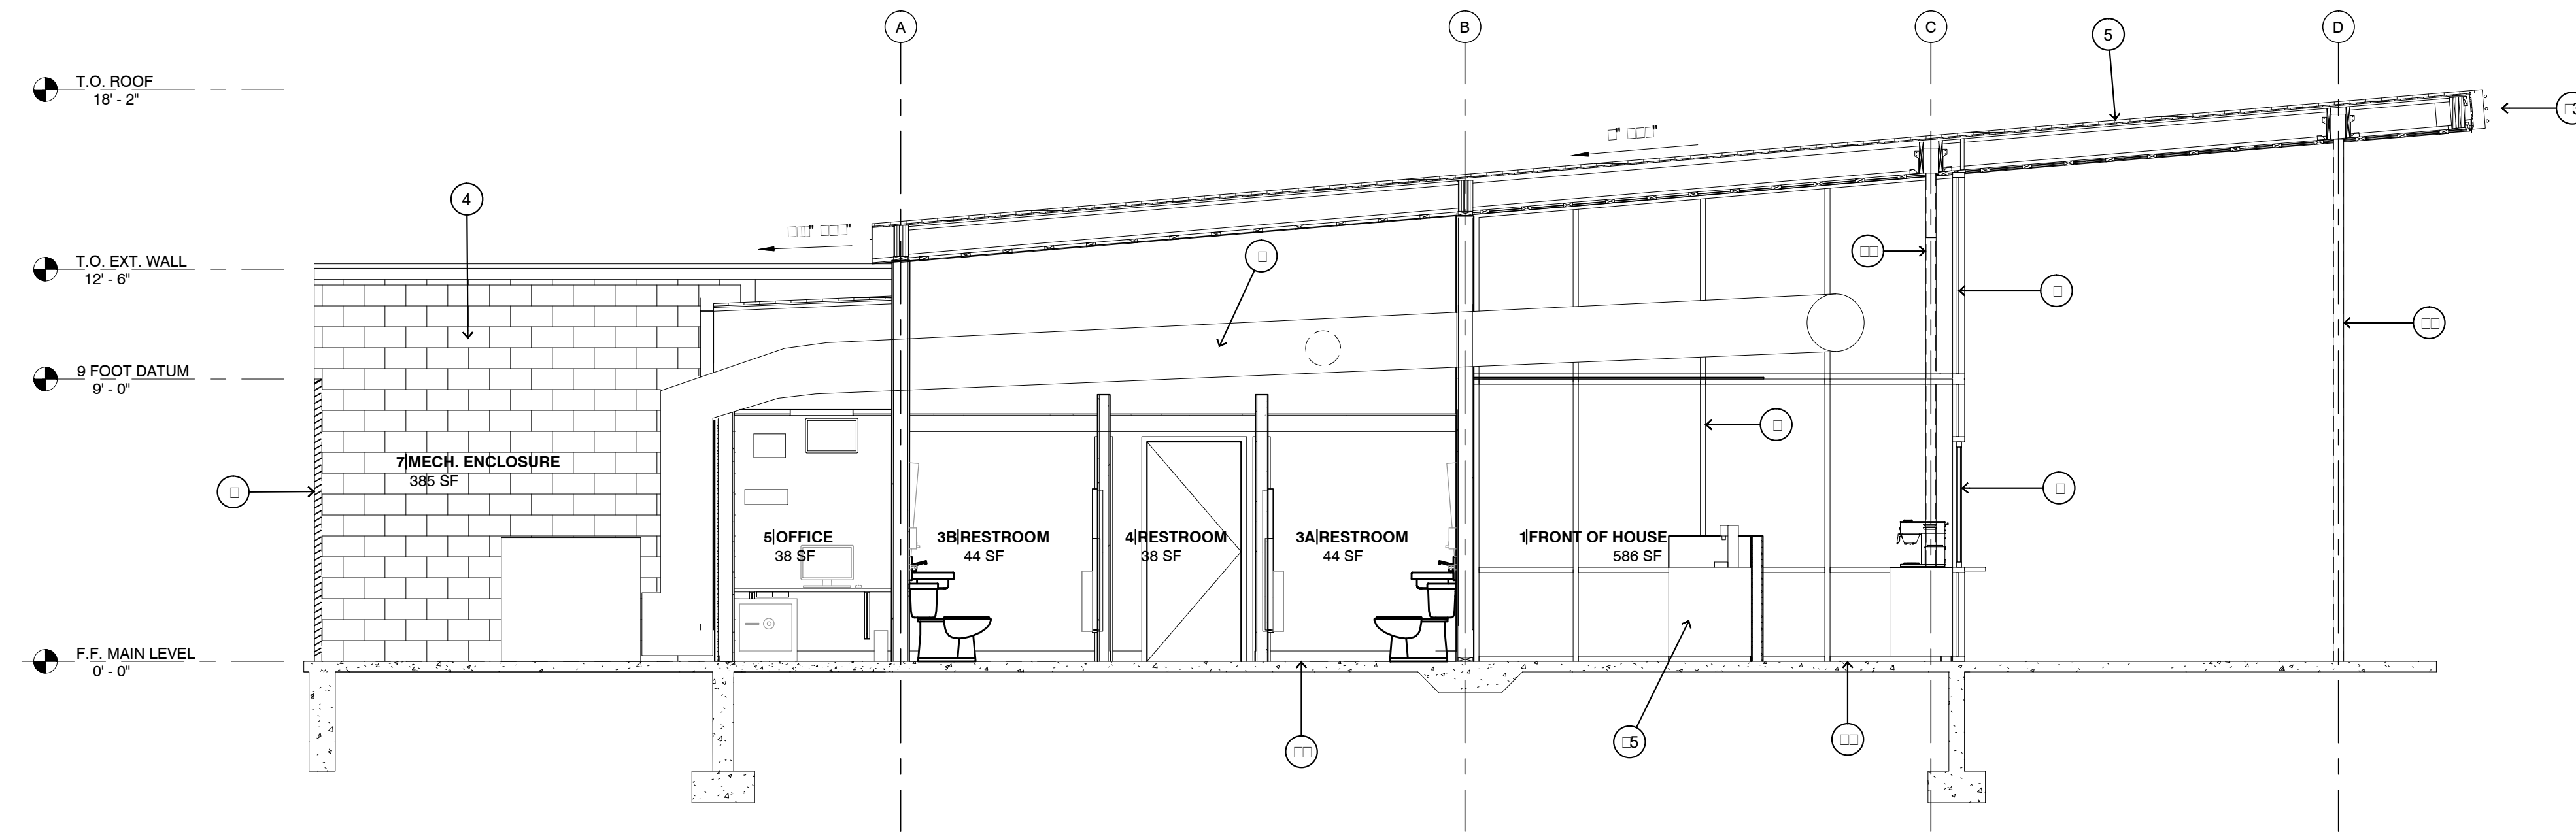 A
B
C
D
5
T.O. ROOF
18' - 2"
4
T.O. EXT. WALL
12' - 6"
9 FOOT DATUM
9' - 0"
7|MECH. ENCLOSURE
385 SF
5|OFFICE
38 SF
3B|RESTROOM
44 SF
4|RESTROOM
38 SF
3A|RESTROOM
44 SF
1|FRONT OF HOUSE
586 SF
F.F. MAIN LEVEL
0' - 0"